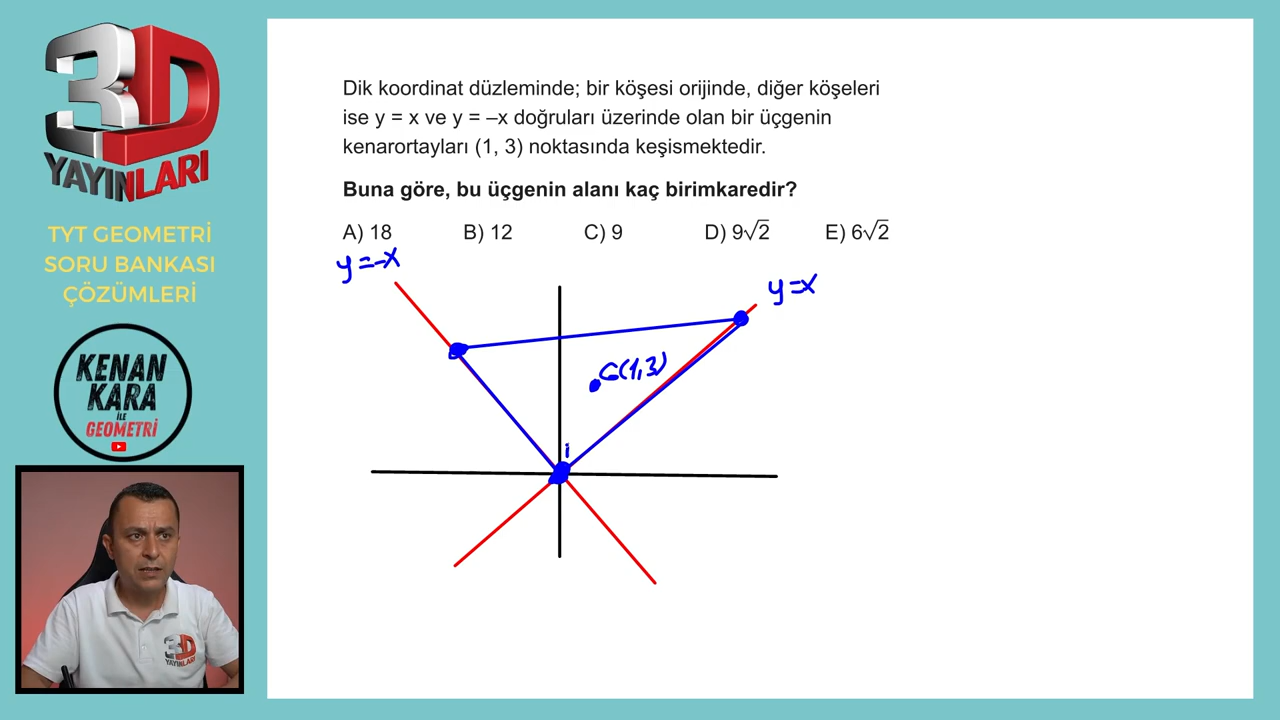 3D
YAYINLARI
TYT GEOMETRİ
SORU BANKASI
ÇÖZÜMLERİ
KENAN
KARA
İLE
GEOMETRİ
3D
YAYINLARI
Dik koordinat düzleminde; bir köşesi orijinde, diğer köşeleri
ise y = x ve y = –x doğruları üzerinde olan bir üçgenin
kenarortayları (1, 3) noktasında keşismektedir.
Buna göre, bu üçgenin alanı kaç birimkaredir?
A) 18 B) 12 C) 9 D) 9√2 E) 6√2
y=-x
y=x
G(1,3)